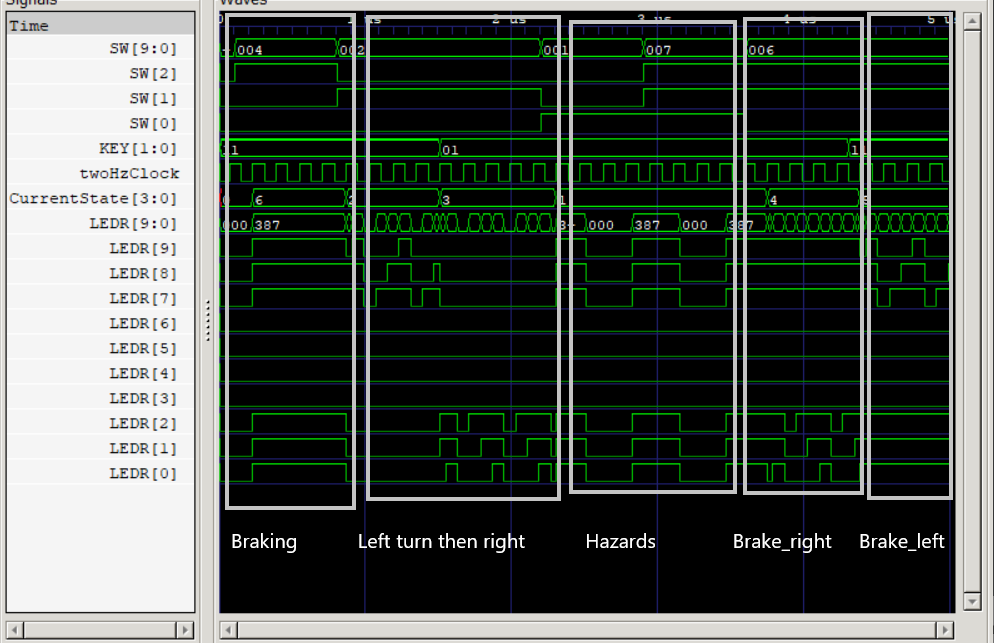 Signals
Waves
Time
0 1 us 2 us 3 us 4 us 5 us
SW[9:0] 004 002 001 007 006
SW[2]
SW[1]
SW[0]
KEY[1:0] 11 01 11
twoHzClock
CurrentState[3:0] 0 6 2 3 1 4
LEDR[9:0] 000 387 3- 000 387 000 387
LEDR[9]
LEDR[8]
LEDR[7]
LEDR[6]
LEDR[5]
LEDR[4]
LEDR[3]
LEDR[2]
LEDR[1]
LEDR[0]
Braking Left turn then right Hazards Brake_right Brake_left